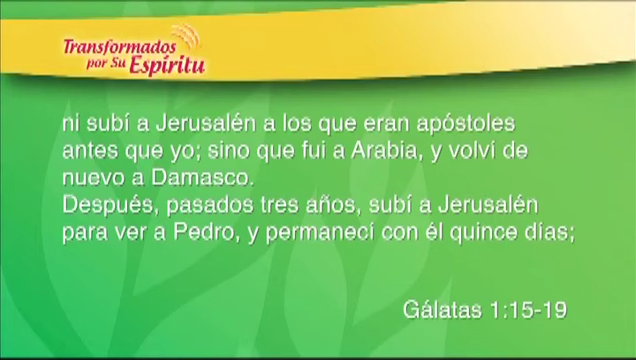 Transformados
por Su Espíritu
ni subí a Jerusalén a los que eran apóstoles
antes que yo; sino que fui a Arabia, y volví de
nuevo a Damasco.
Después, pasados tres años, subí a Jerusalén
para ver a Pedro, y permanecí con él quince días;
Gálatas 1:15-19